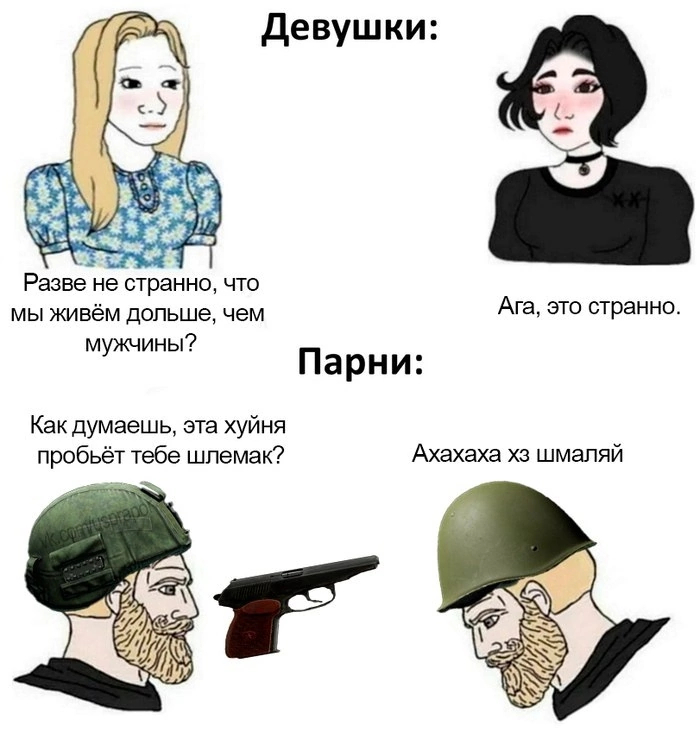 Девушки:
Разве не странно, что
мы живём дольше, чем
мужчины?
Ага, это странно.
Парни:
Как думаешь, эта хуйня
пробьёт тебе шлемак?
Ахахаха хз шмаляй